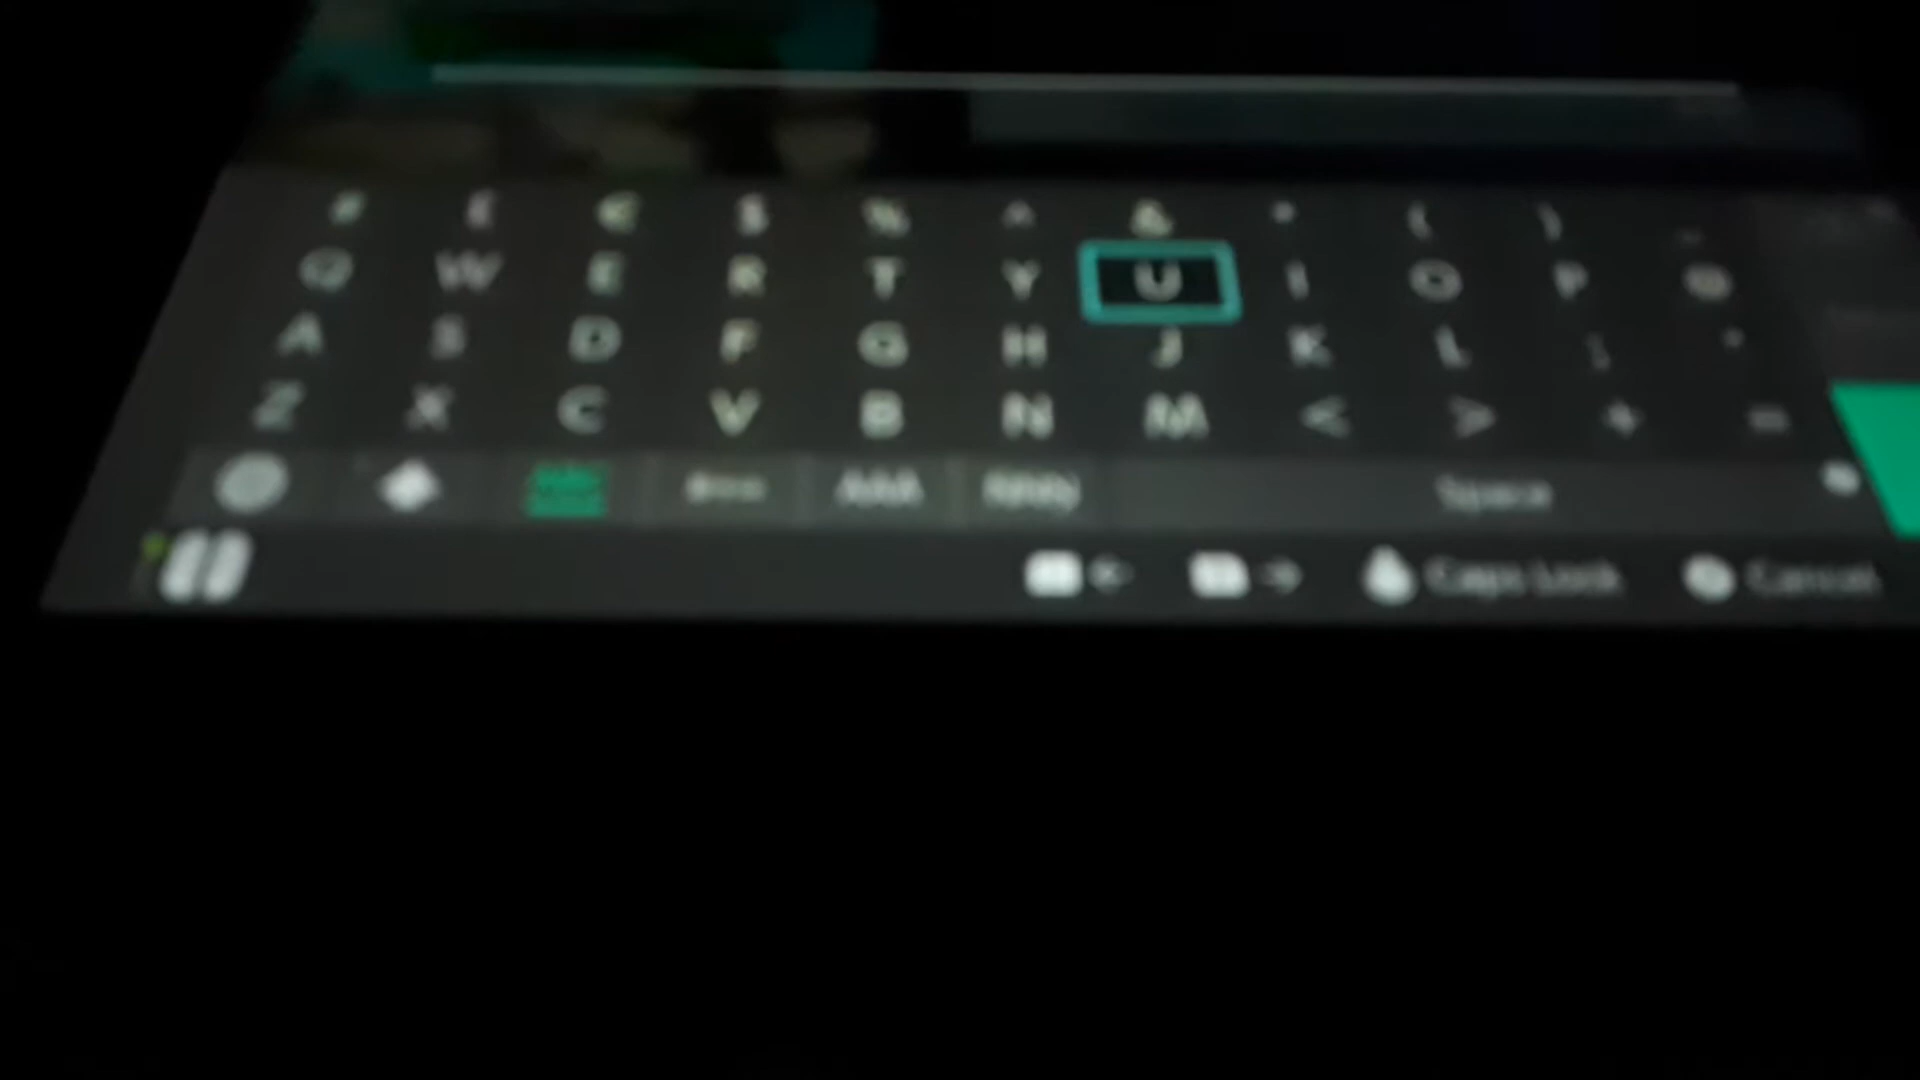 # £ € $ % ^ & * ( ) _
Q W E R T Y U I O P @
A S D F G H J K L ; "
Z X C V B N M < > + =
Space
Caps Lock Cancel